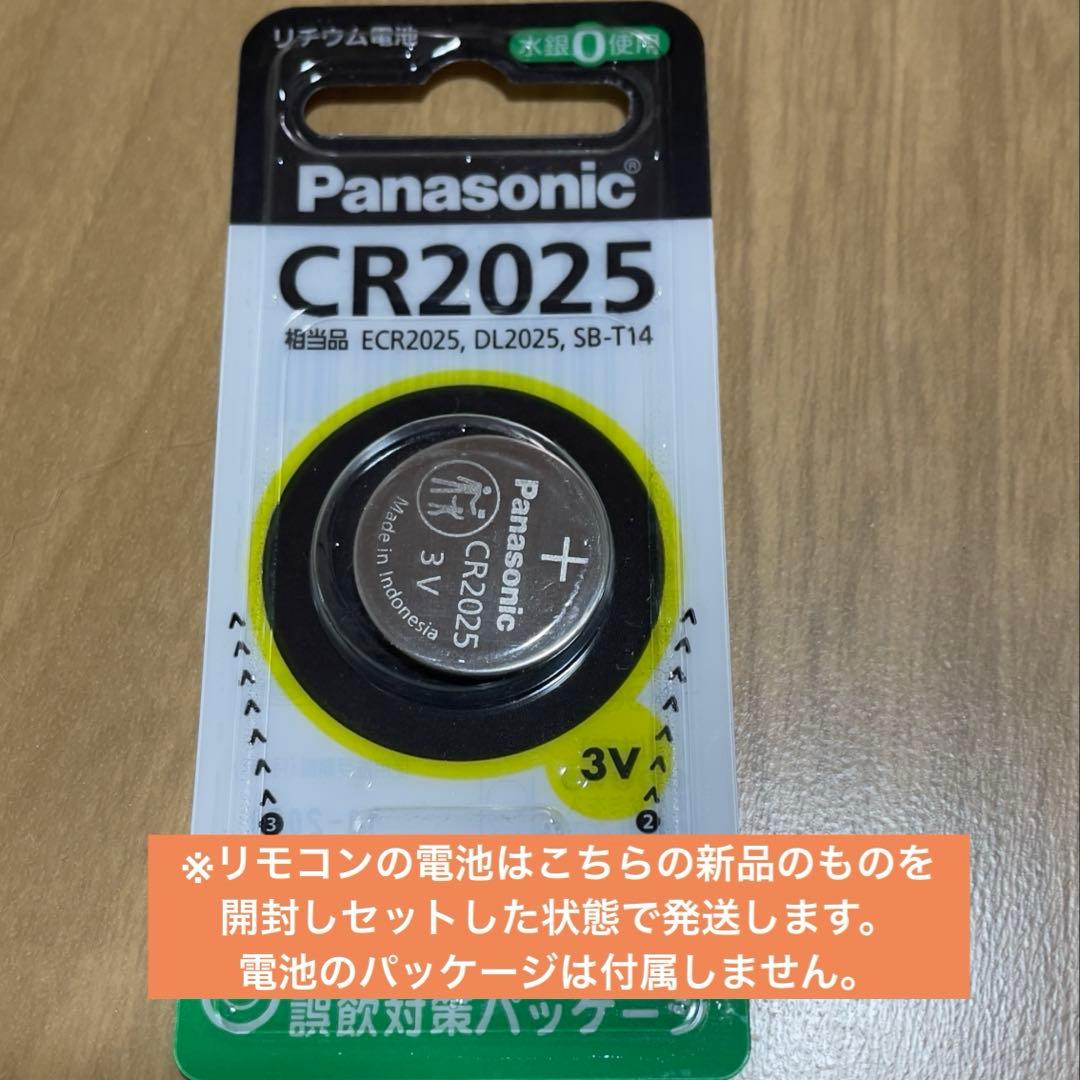 リチウム電池
水銀0使用
Panasonic®
CR2025
相当品 ECR2025, DL2025, SB-T14
Panasonic
CR2025
3V
Made in Indonesia
+
3V
3
2
※リモコンの電池はこちらの新品のものを
開封しセットした状態で発送します。
電池のパッケージは付属しません。
誤飲対策パッケージ